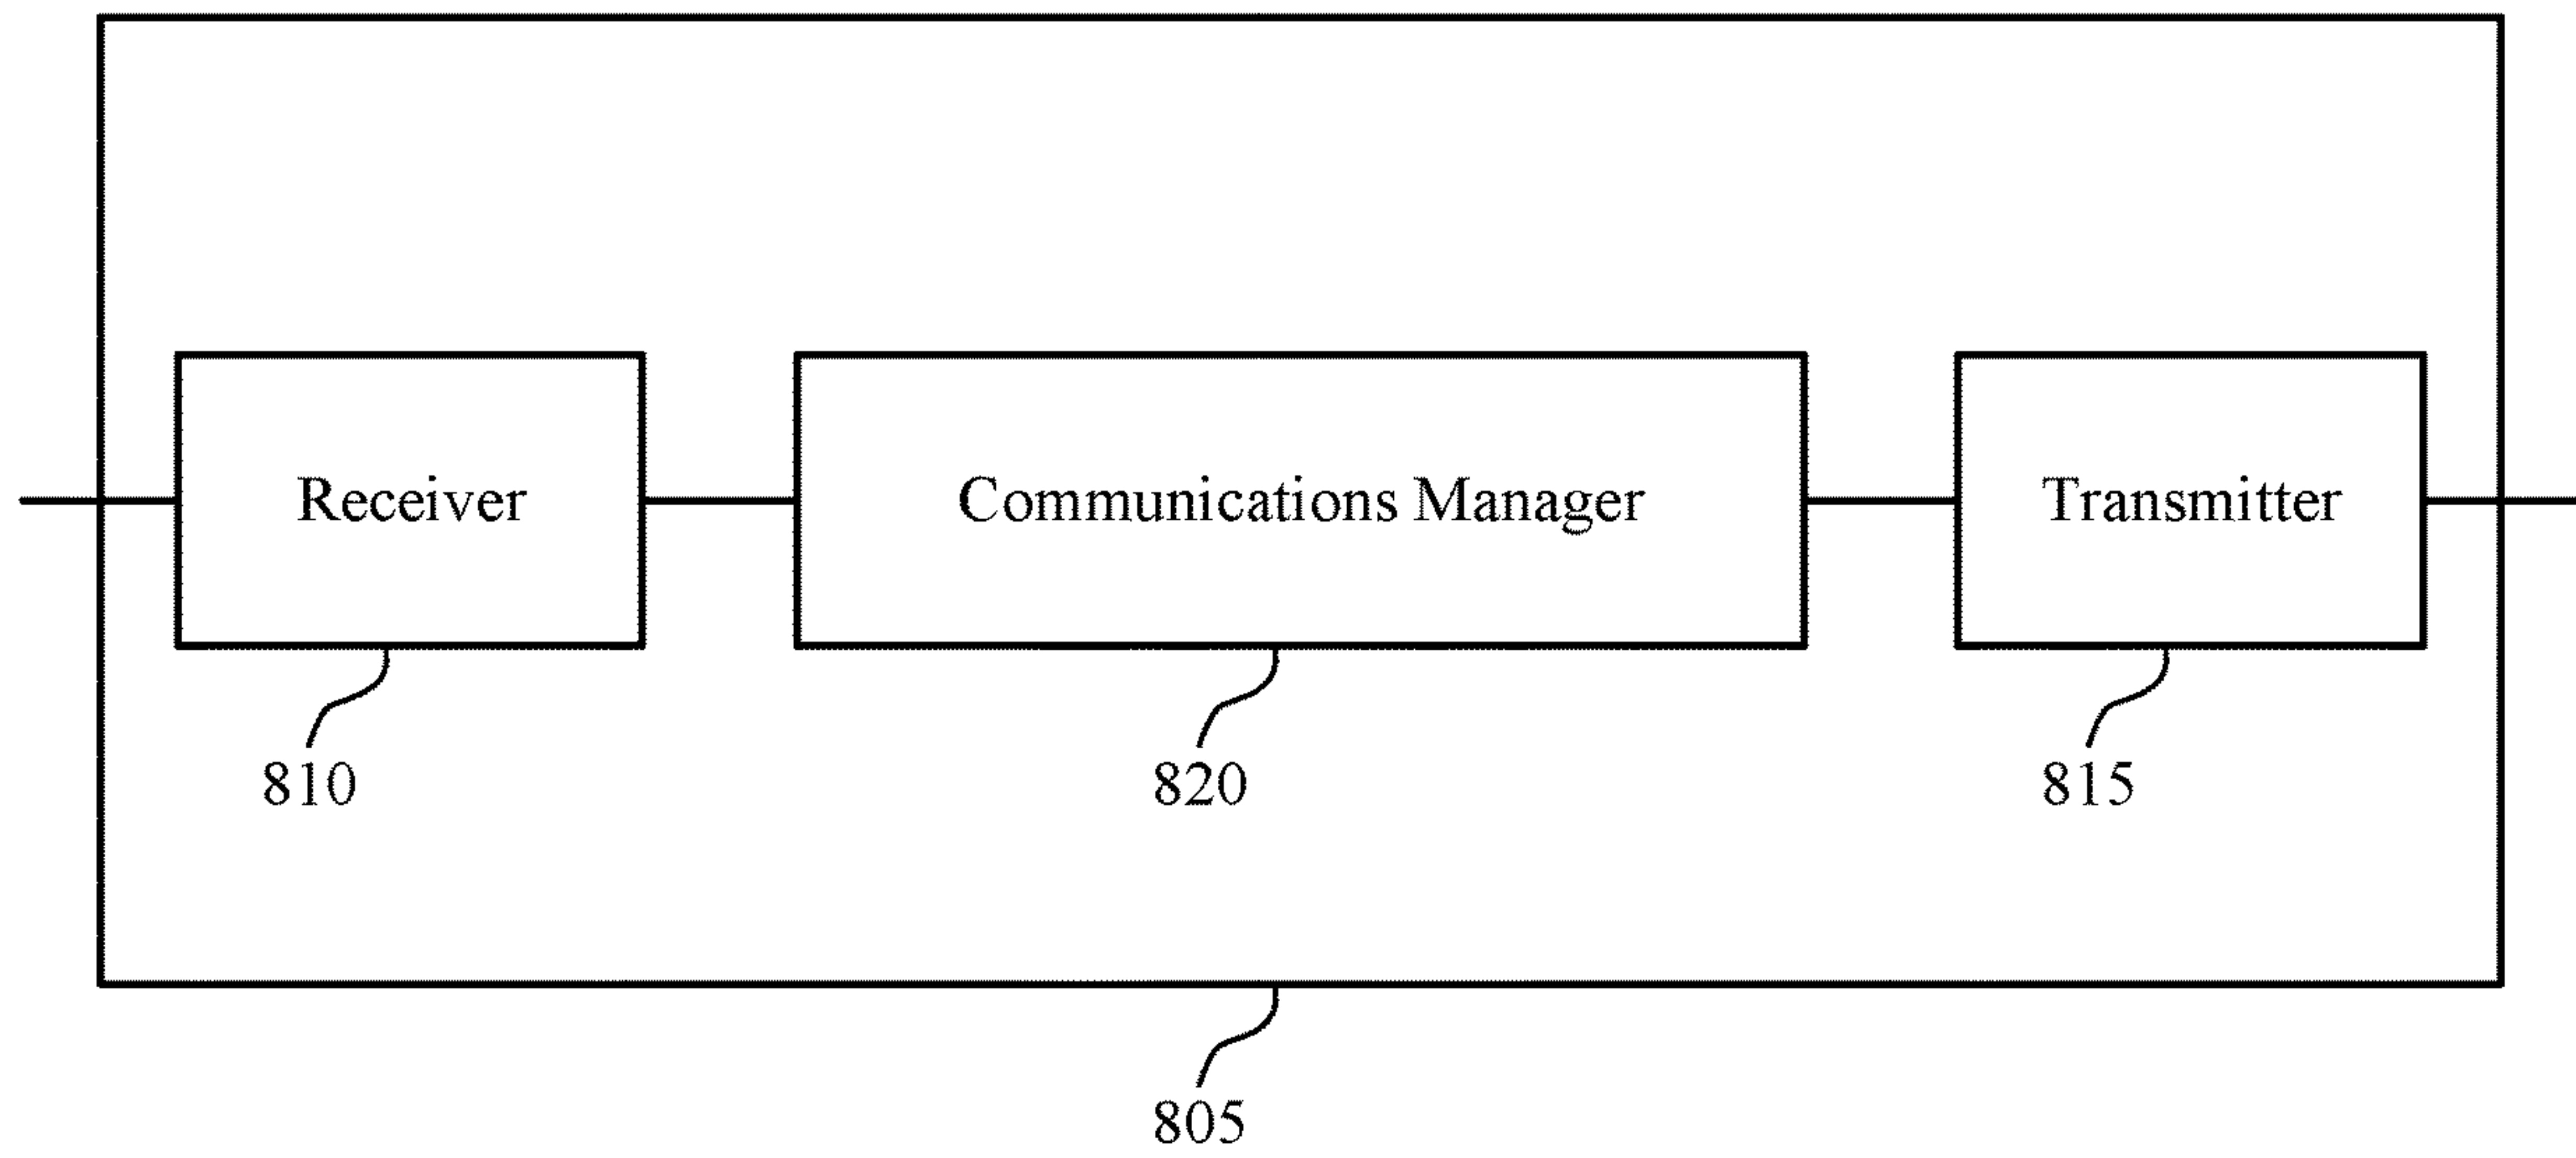 Receiver
Communications Manager
Transmitter
810
820
815
805